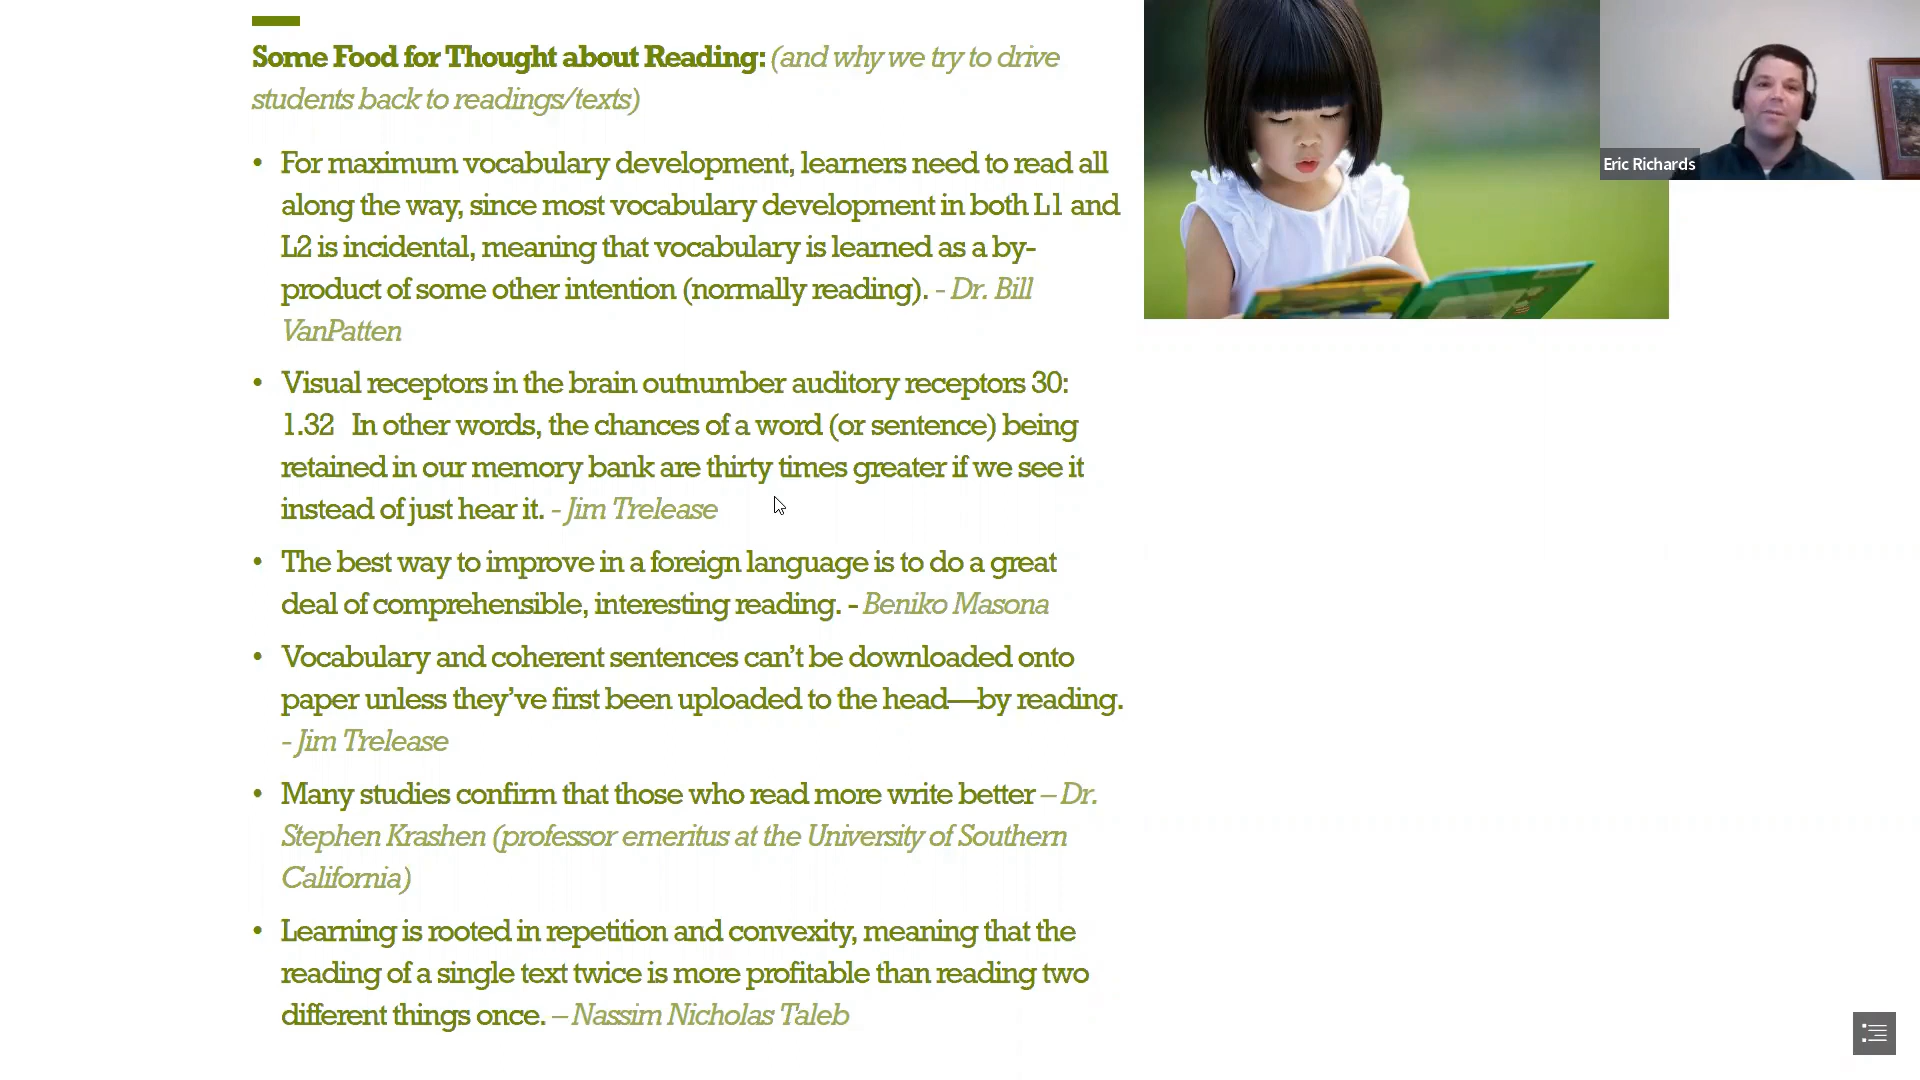 Some Food for Thought about Reading: (and why we try to drive
students back to readings/texts)
• For maximum vocabulary development, learners need to read all
along the way, since most vocabulary development in both L1 and
L2 is incidental, meaning that vocabulary is learned as a by-
product of some other intention (normally reading). - Dr. Bill
VanPatten
• Visual receptors in the brain outnumber auditory receptors 30:
1.32 In other words, the chances of a word (or sentence) being
retained in our memory bank are thirty times greater if we see it
instead of just hear it. - Jim Trelease
• The best way to improve in a foreign language is to do a great
deal of comprehensible, interesting reading. - Beniko Masona
• Vocabulary and coherent sentences can’t be downloaded onto
paper unless they’ve first been uploaded to the head—by reading.
- Jim Trelease
• Many studies confirm that those who read more write better – Dr.
Stephen Krashen (professor emeritus at the University of Southern
California)
• Learning is rooted in repetition and convexity, meaning that the
reading of a single text twice is more profitable than reading two
different things once. – Nassim Nicholas Taleb
Eric Richards